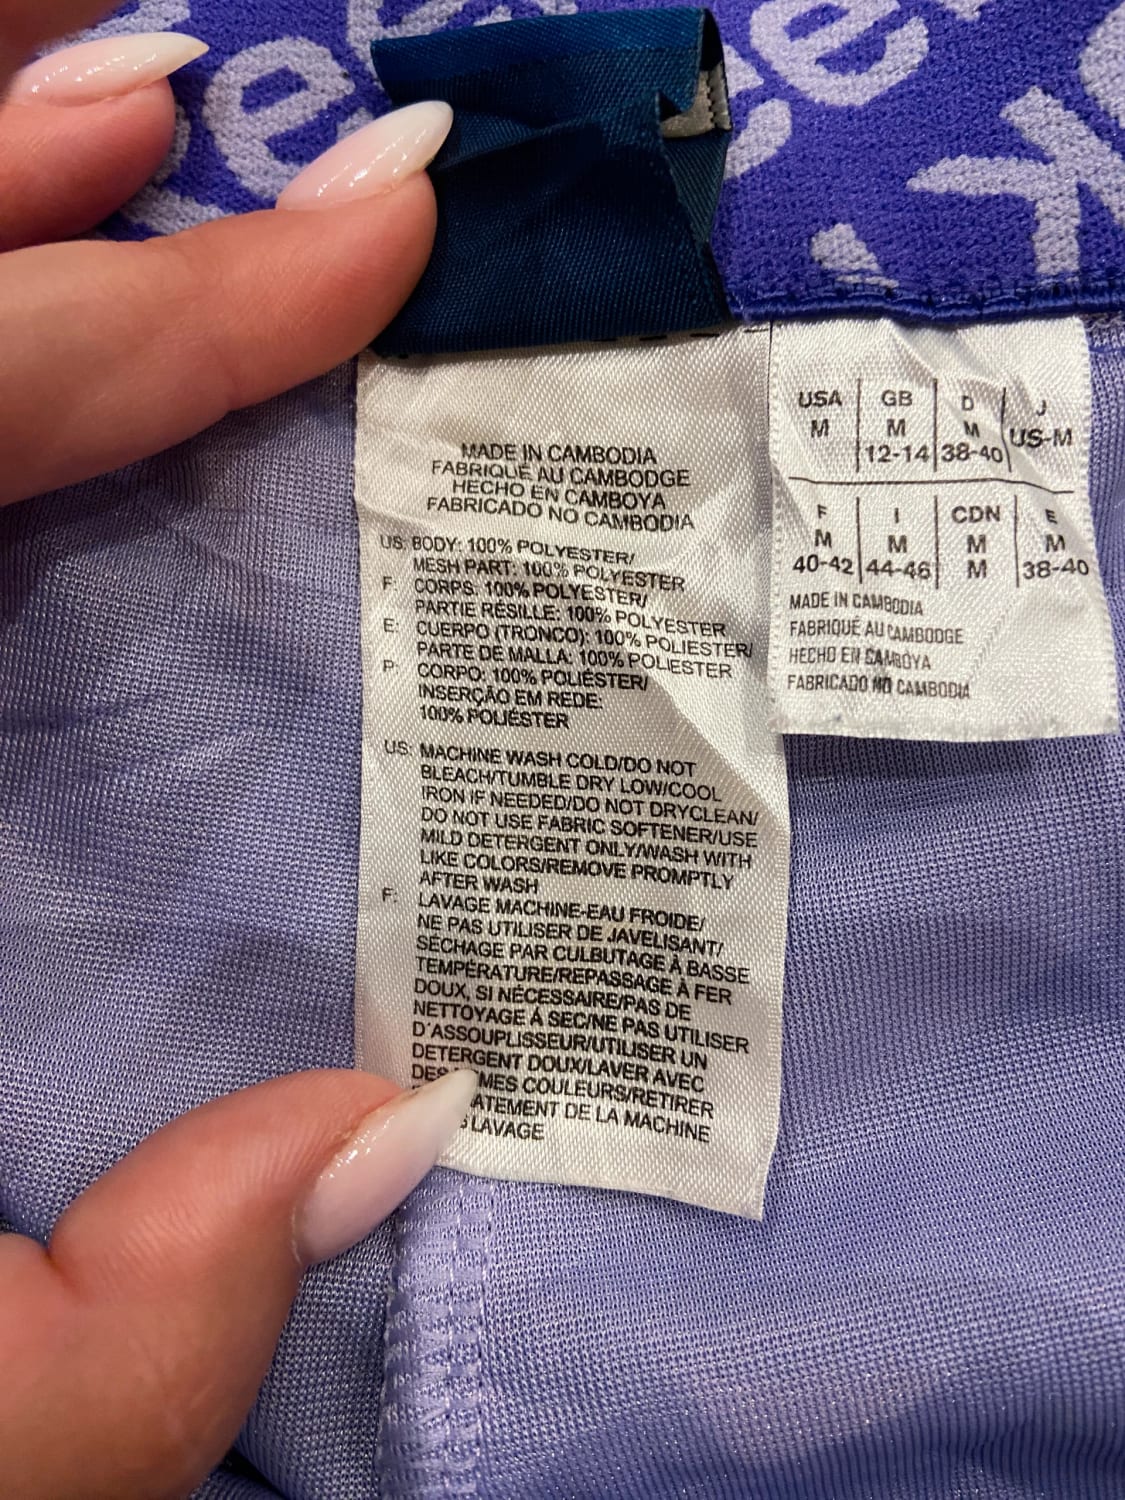 MADE IN CAMBODIA
FABRIQUÉ AU CAMBODGE
HECHO EN CAMBOYA
FABRICADO NO CAMBODIA
US: BODY: 100% POLYESTER/
MESH PART: 100% POLYESTER
F: CORPS: 100% POLYESTER/
PARTIE RÉSILLE: 100% POLYESTER
E: CUERPO (TRONCO): 100% POLIESTER/
PARTE DE MALLA: 100% POLIESTER
P: CORPO: 100% POLIÉSTER/
INSERÇÃO EM REDE:
100% POLIÉSTER
US: MACHINE WASH COLD/DO NOT
BLEACH/TUMBLE DRY LOW/COOL
IRON IF NEEDED/DO NOT DRYCLEAN/
DO NOT USE FABRIC SOFTENER/USE
MILD DETERGENT ONLY/WASH WITH
LIKE COLORS/REMOVE PROMPTLY
AFTER WASH
F: LAVAGE MACHINE-EAU FROIDE/
NE PAS UTILISER DE JAVELISANT/
SÉCHAGE PAR CULBUTAGE À BASSE
TEMPÉRATURE/REPASSAGE À FER
DOUX, SI NÉCESSAIRE/PAS DE
NETTOYAGE À SEC/NE PAS UTILISER
D'ASSOUPLISSEUR/UTILISER UN
DETERGENT DOUX/LAVER AVEC
COULEURS/RETIRER
DE LA MACHINE
LAVAGE
USA GB D J
M M M US-M
12-14 38-40
F I CDN E
M M M M
40-42 44-46 M 38-40
MADE IN CAMBODIA
FABRIQUÉ AU CAMBODGE
HECHO EN CAMBOYA
FABRICADO NO CAMBODIA